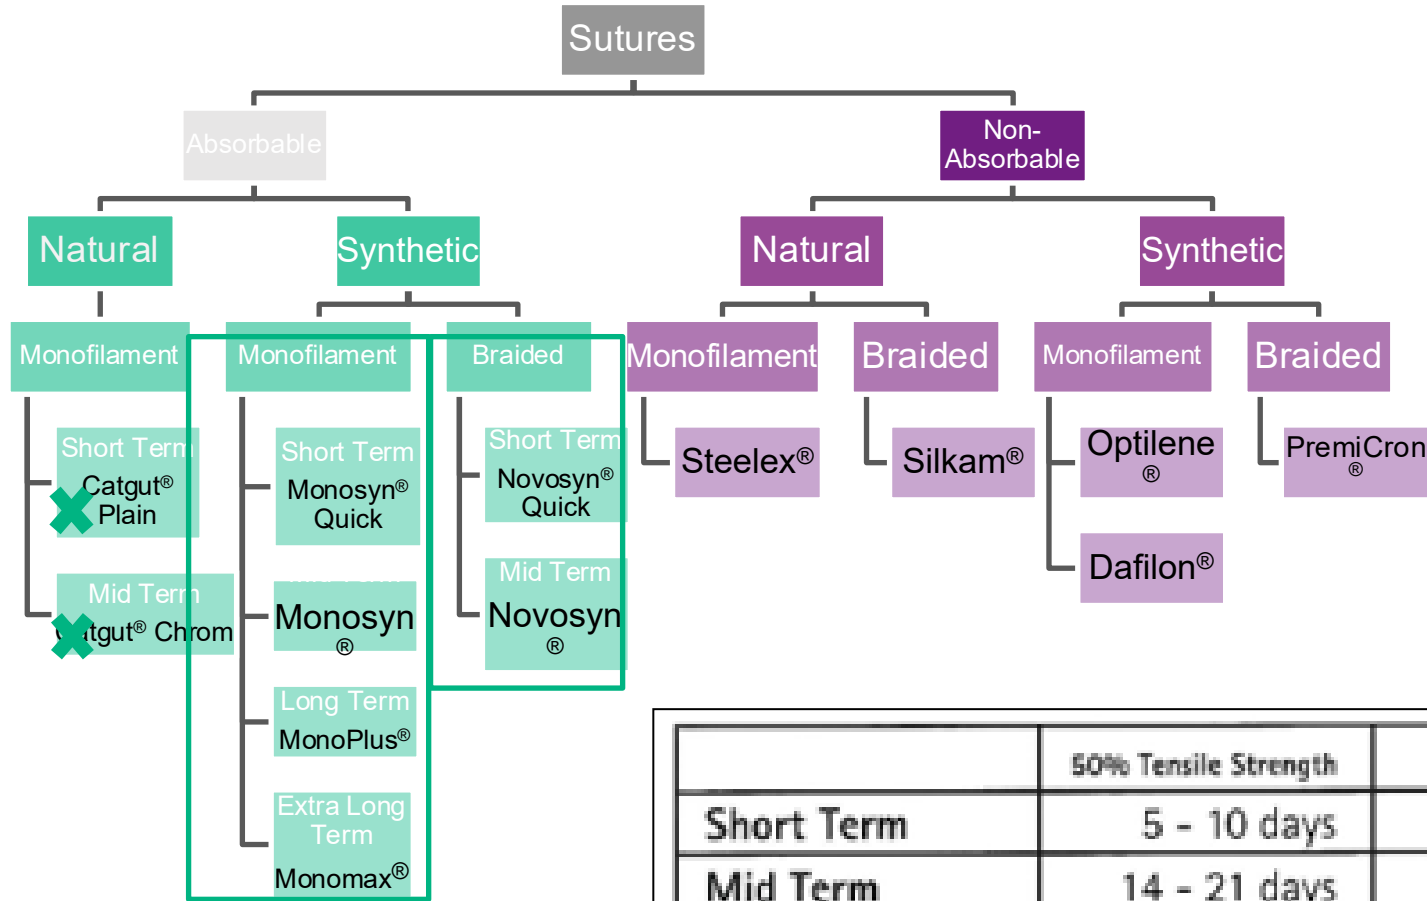 Sutures
Absorbable
Non-
Absorbable
Natural
Synthetic
Natural
Synthetic
Monofilament
Monofilament
Braided
Monofilament
Braided
Monofilament
Braided
Short Term
Catgut®
Plain
Mid Term
Catgut® Chrom
Short Term
Monosyn®
Quick
Monosyn
®
Long Term
MonoPlus®
Extra Long
Term
Monomax®
Short Term
Novosyn®
Quick
Mid Term
Novosyn
®
Steelex®
Silkam®
Optilene
®
Dafilon®
PremiCron
®
50% Tensile Strength
Short Term 5 - 10 days
Mid Term 14 - 21 days